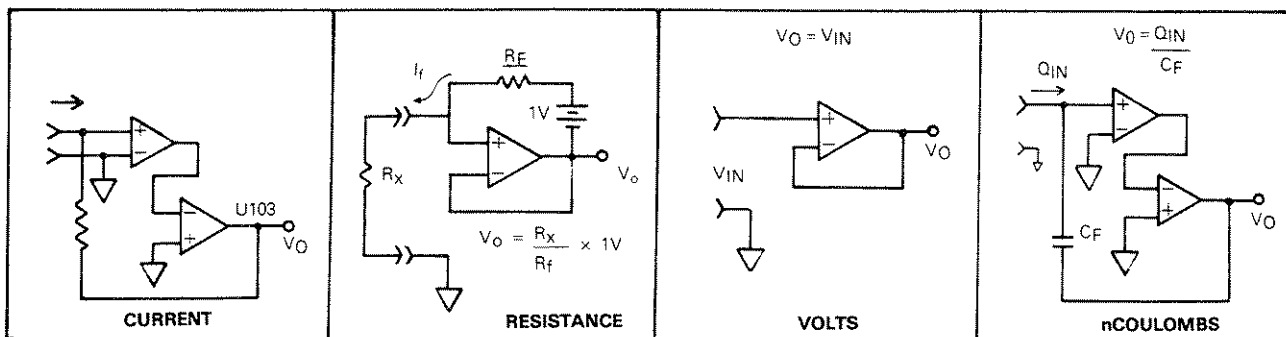 U103
VO
CURRENT
If
RF
1V
RX
Vo
Vo = RX × 1V
Rf
RESISTANCE
VO = VIN
VIN
VO
VOLTS
V0 = QIN
CF
QIN
CF
VO
nCOULOMBS